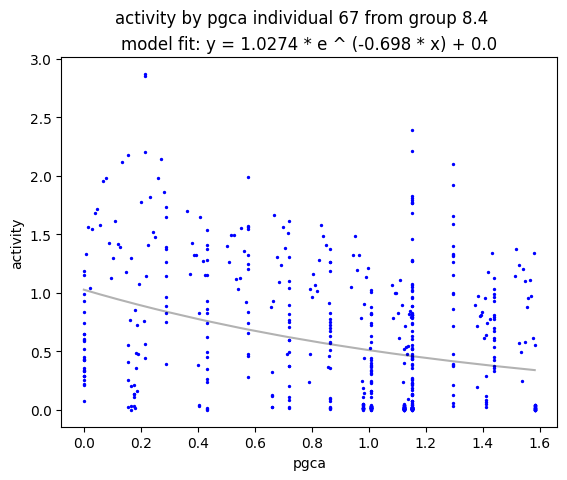 activity by pgca individual 67 from group 8.4
model fit: y = 1.0274 * e ^ (-0.698 * x) + 0.0
3.0
2.5
2.0
1.5
1.0
0.5
0.0
activity
0.0 0.2 0.4 0.6 0.8 1.0 1.2 1.4 1.6
pgca